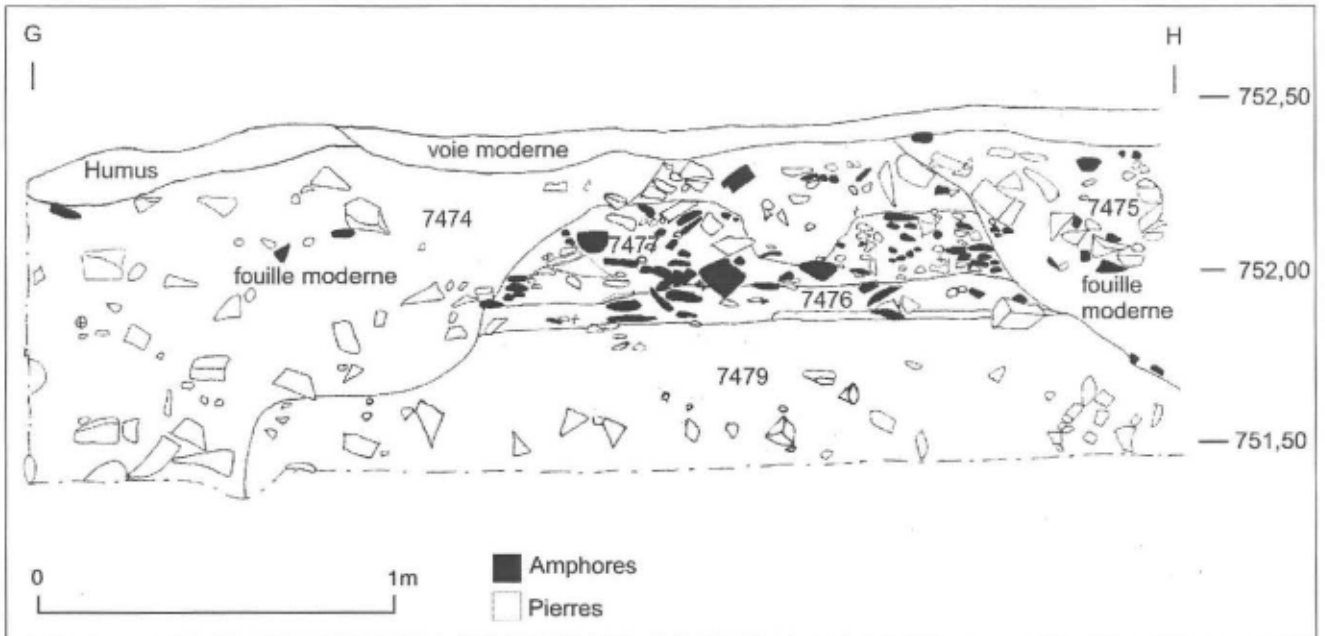 G
H
752,50
Humus
voie moderne
7474
7475
7477
fouille moderne
752,00
fouille
moderne
7476
7479
751,50
0
1m
Amphores
Pierres